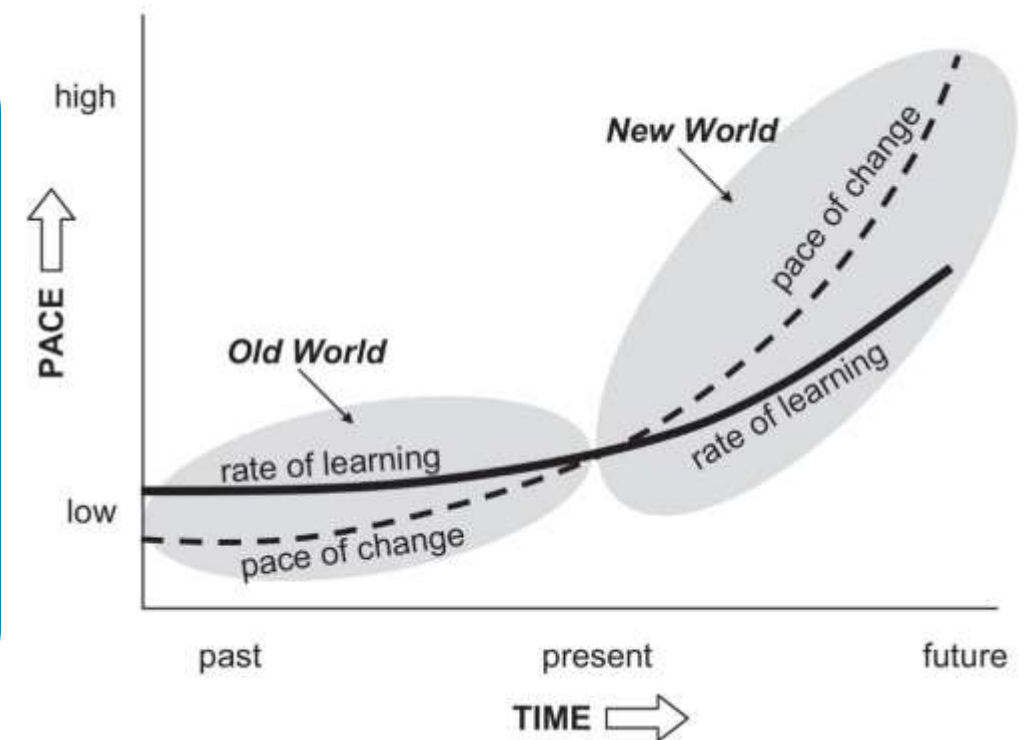 high
New World
pace of change
PACE
Old World
rate of learning
rate of learning
low
pace of change
past present future
TIME